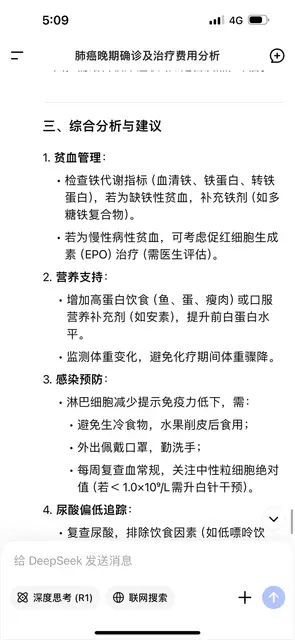 5:09
4G
肺癌晚期确诊及治疗费用分析
三、综合分析与建议
1. 贫血管理：
• 检查铁代谢指标（血清铁、铁蛋白、转铁
蛋白），若为缺铁性贫血，补充铁剂（如多
糖铁复合物）。
• 若为慢性病性贫血，可考虑促红细胞生成
素（EPO）治疗（需医生评估）。
2. 营养支持：
• 增加高蛋白饮食（鱼、蛋、瘦肉）或口服
营养补充剂（如安素），提升前白蛋白水
平。
• 监测体重变化，避免化疗期间体重骤降。
3. 感染预防：
• 淋巴细胞减少提示免疫力低下，需：
• 避免生冷食物，水果削皮后食用；
• 外出佩戴口罩，勤洗手；
• 每周复查血常规，关注中性粒细胞绝对
值（若＜1.0×10⁹/L需升白针干预）。
4. 尿酸偏低追踪：
• 复查尿酸，排除饮食因素（如低嘌呤饮
给 DeepSeek 发送消息
深度思考 (R1)
联网搜索